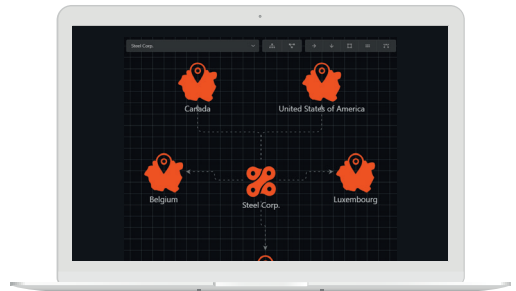 Steel Corp.
Canada
United States of America
Belgium
Steel Corp.
Luxembourg